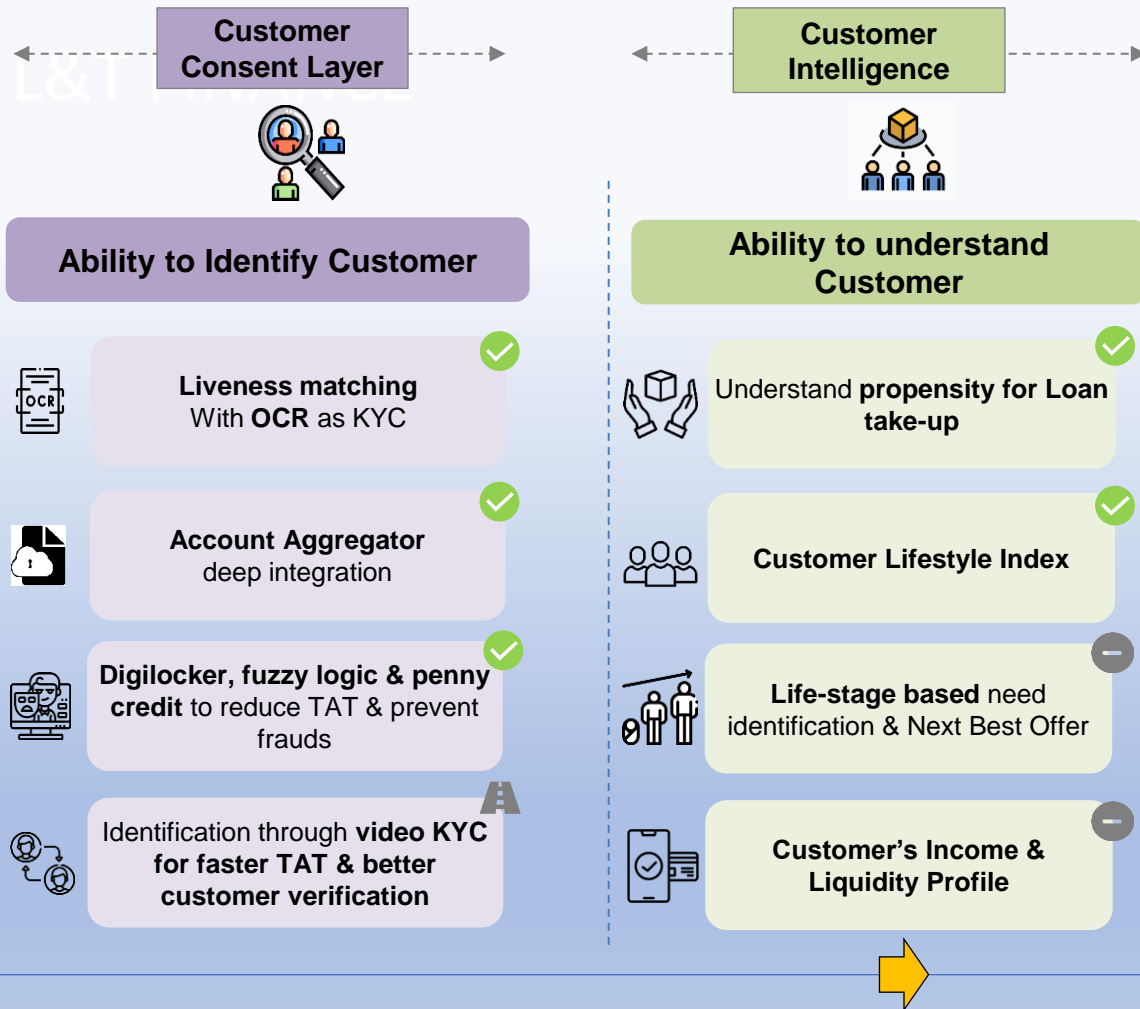 Customer
Consent Layer
Customer
Intelligence
L&T FINANCE
Ability to Identify Customer
Ability to understand
Customer
OCR
Liveness matching
With OCR as KYC
Understand propensity for Loan
take-up
Account Aggregator
deep integration
Customer Lifestyle Index
Digilocker, fuzzy logic & penny
credit to reduce TAT & prevent
frauds
Life-stage based need
identification & Next Best Offer
Identification through video KYC
for faster TAT & better
customer verification
Customer’s Income &
Liquidity Profile